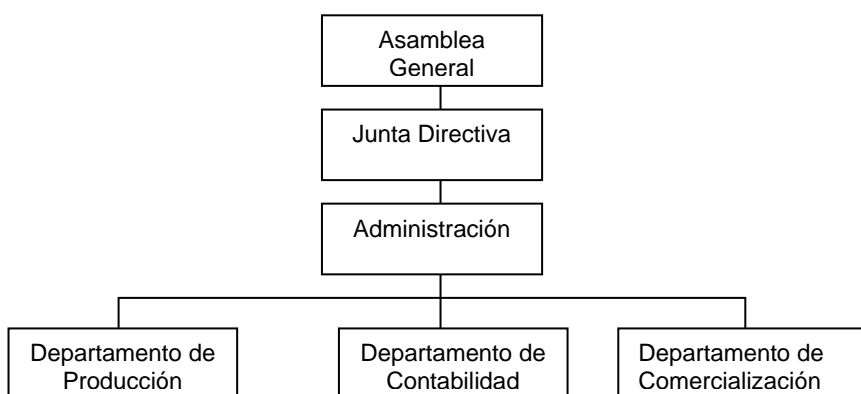 Asamblea
General
Junta Directiva
Administración
Departamento de
Producción
Departamento de
Contabilidad
Departamento de
Comercialización